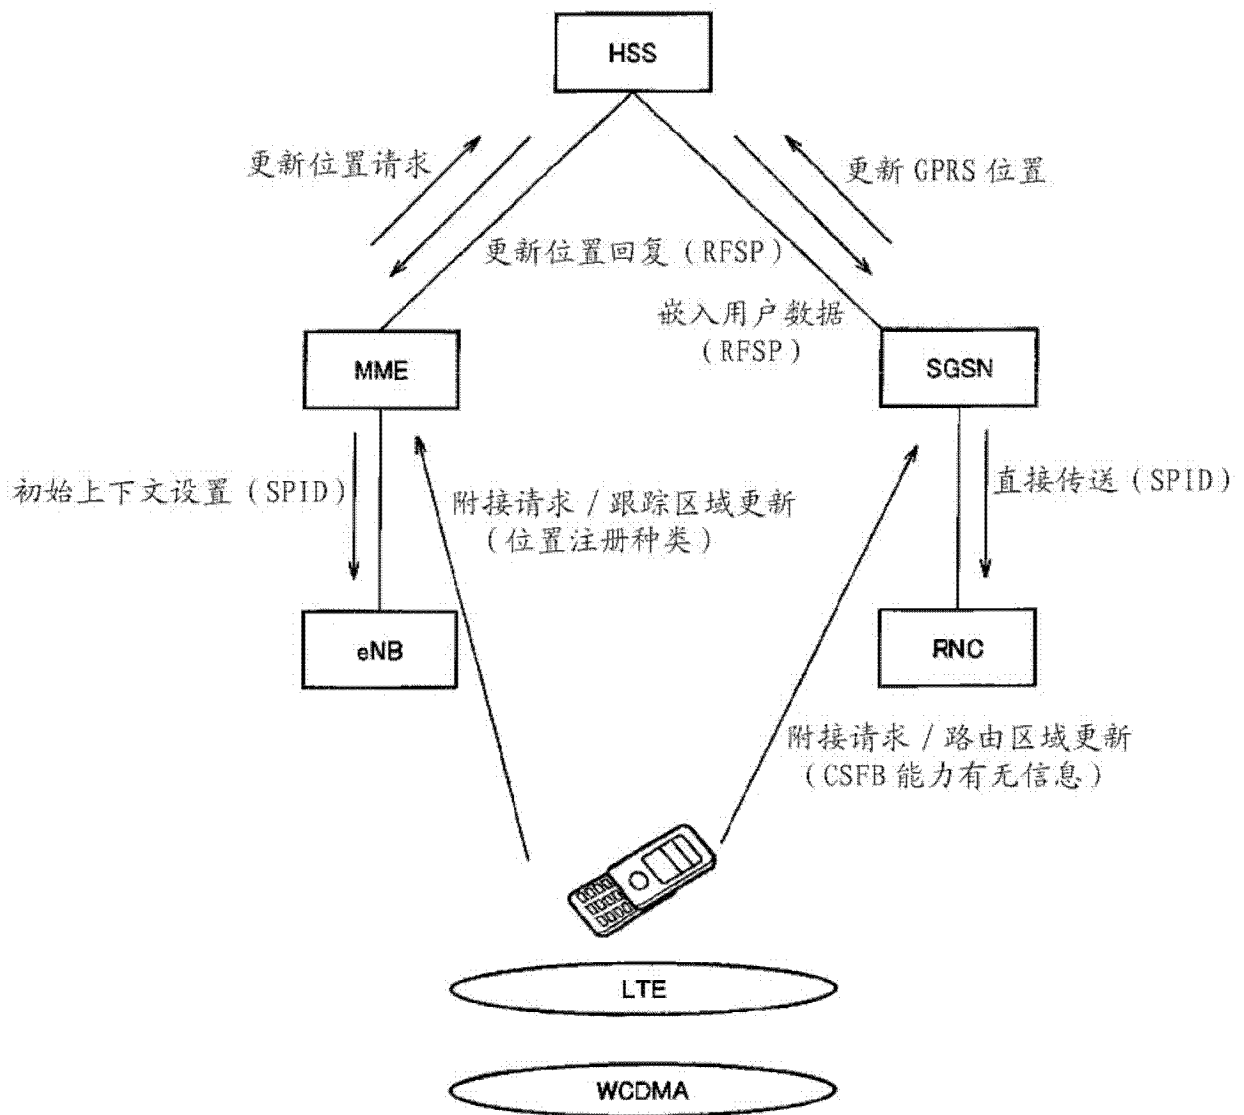 HSS
更新位置请求
更新 GPRS 位置
更新位置回复（RFSP）
嵌入用户数据
（RFSP）
MME
SGSN
初始上下文设置（SPID）
附接请求 / 跟踪区域更新
（位置注册种类）
直接传送（SPID）
eNB
RNC
附接请求 / 路由区域更新
（CSFB 能力有无信息）
LTE
WCDMA